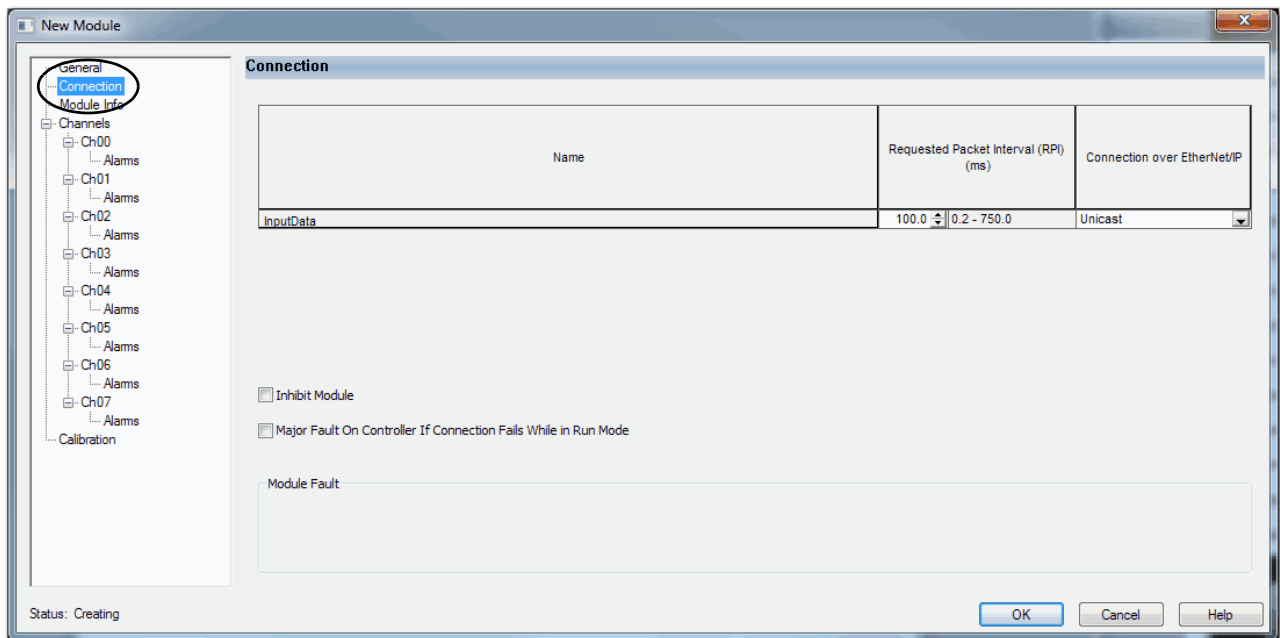 New Module
General
Connection
Module Info
Channels
Ch00
Alarms
Ch01
Alarms
Ch02
Alarms
Ch03
Alarms
Ch04
Alarms
Ch05
Alarms
Ch06
Alarms
Ch07
Alarms
Calibration
Connection
Name
Requested Packet Interval (RPI)
(ms)
Connection over EtherNet/IP
InputData
100.0
0.2 - 750.0
Unicast
Inhibit Module
Major Fault On Controller If Connection Fails While in Run Mode
Module Fault
Status: Creating
OK
Cancel
Help